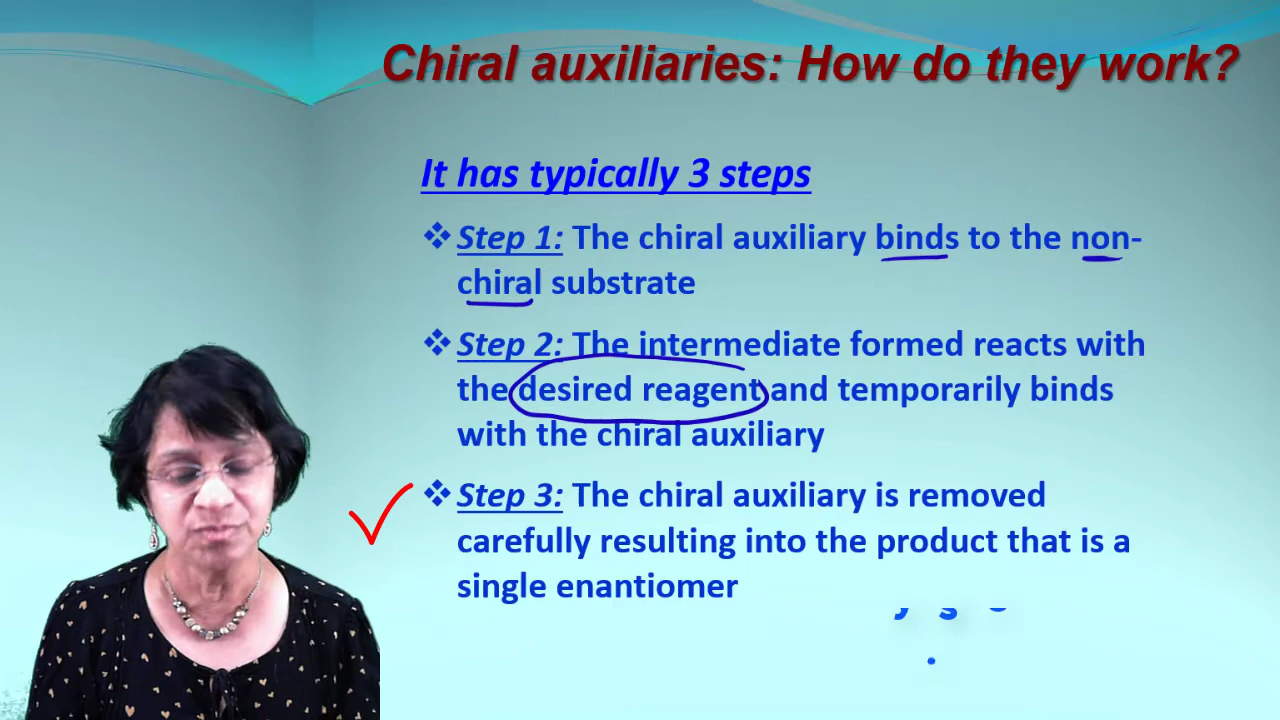 Chiral auxiliaries: How do they work?
It has typically 3 steps
❖ Step 1: The chiral auxiliary binds to the non-
chiral substrate
❖ Step 2: The intermediate formed reacts with
the desired reagent and temporarily binds
with the chiral auxiliary
❖ Step 3: The chiral auxiliary is removed
carefully resulting into the product that is a
single enantiomer